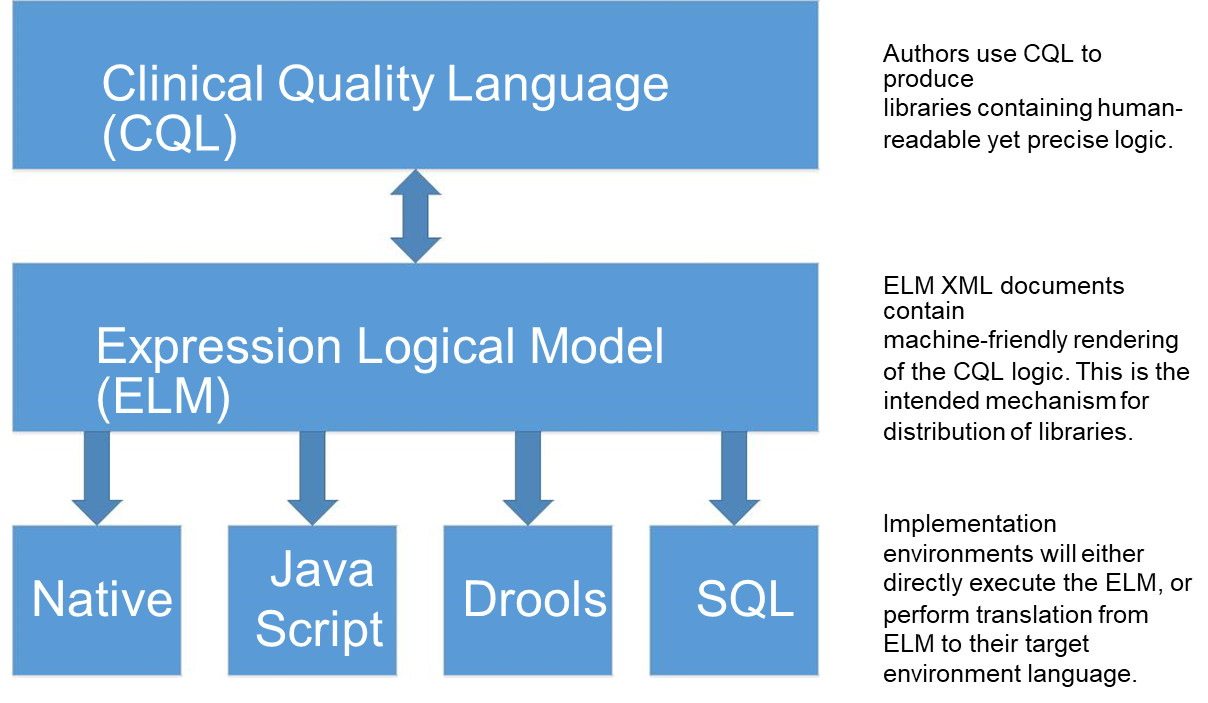 Clinical Quality Language
(CQL)
Authors use CQL to
produce
libraries containing human-
readable yet precise logic.
Expression Logical Model
(ELM)
ELM XML documents
contain
machine-friendly rendering
of the CQL logic. This is the
intended mechanism for
distribution of libraries.
Native
Java
Script
Drools
SQL
Implementation
environments will either
directly execute the ELM, or
perform translation from
ELM to their target
environment language.